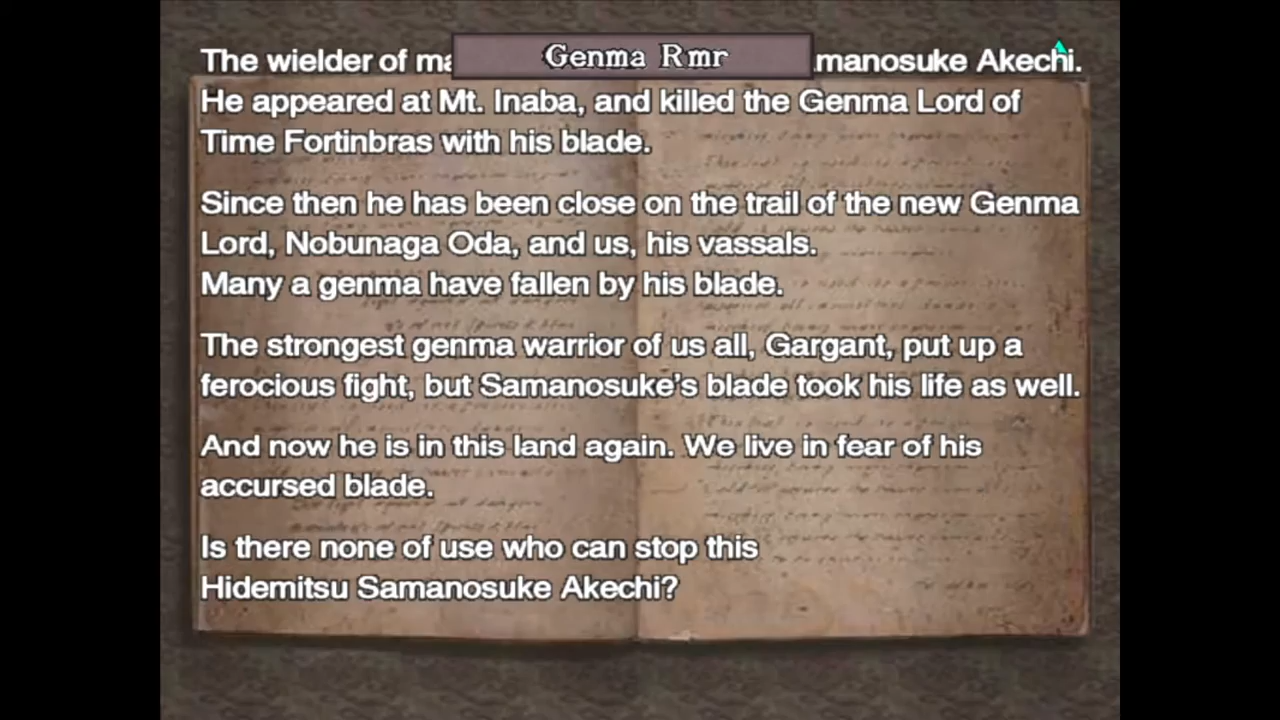 Genma Rmr
The wielder of manosuke Akechi.
He appeared at Mt. Inaba, and killed the Genma Lord of
Time Fortinbras with his blade.
Since then he has been close on the trail of the new Genma
Lord, Nobunaga Oda, and us, his vassals.
Many a genma have fallen by his blade.
The strongest genma warrior of us all, Gargant, put up a
ferocious fight, but Samanosuke's blade took his life as well.
And now he is in this land again. We live in fear of his
accursed blade.
Is there none of use who can stop this
Hidemitsu Samanosuke Akechi?